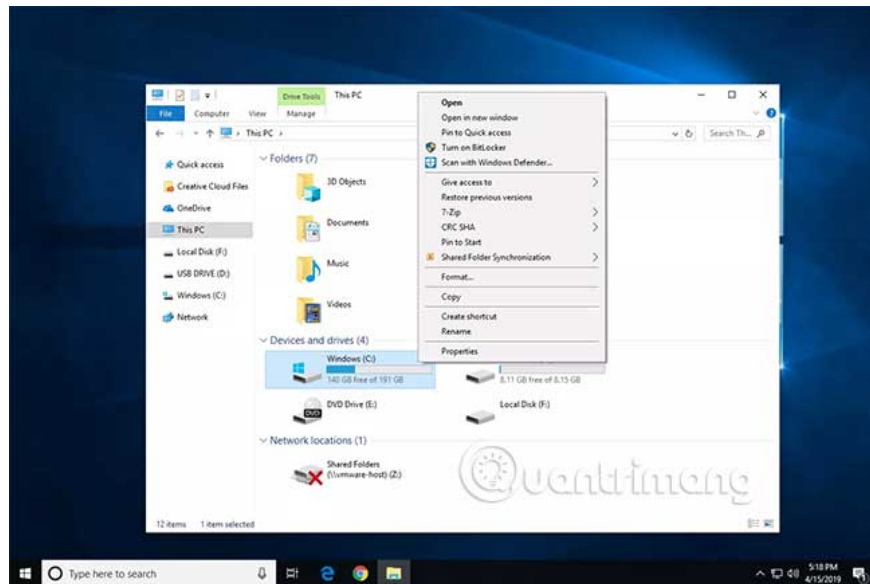 Drive Tools This PC
File Computer View Manage
This PC
Search Th...
Quick access
Creative Cloud Files
OneDrive
This PC
Local Disk (F:)
USB DRIVE (D:)
Windows (C:)
Network
Folders (7)
3D Objects
Documents
Music
Videos
Devices and drives (4)
Windows (C:)
140 GB free of 191 GB
8.11 GB free of 8.15 GB
DVD Drive (E:)
Local Disk (F:)
Network locations (1)
Shared Folders
(\\vmware-host) (Z:)
Open
Open in new window
Pin to Quick access
Turn on BitLocker
Scan with Windows Defender...
Give access to
Restore previous versions
7-Zip
CRC SHA
Pin to Start
Shared Folder Synchronization
Format...
Copy
Create shortcut
Rename
Properties
Quantrimang
12 items 1 item selected
Type here to search
5:18 PM
4/15/2019